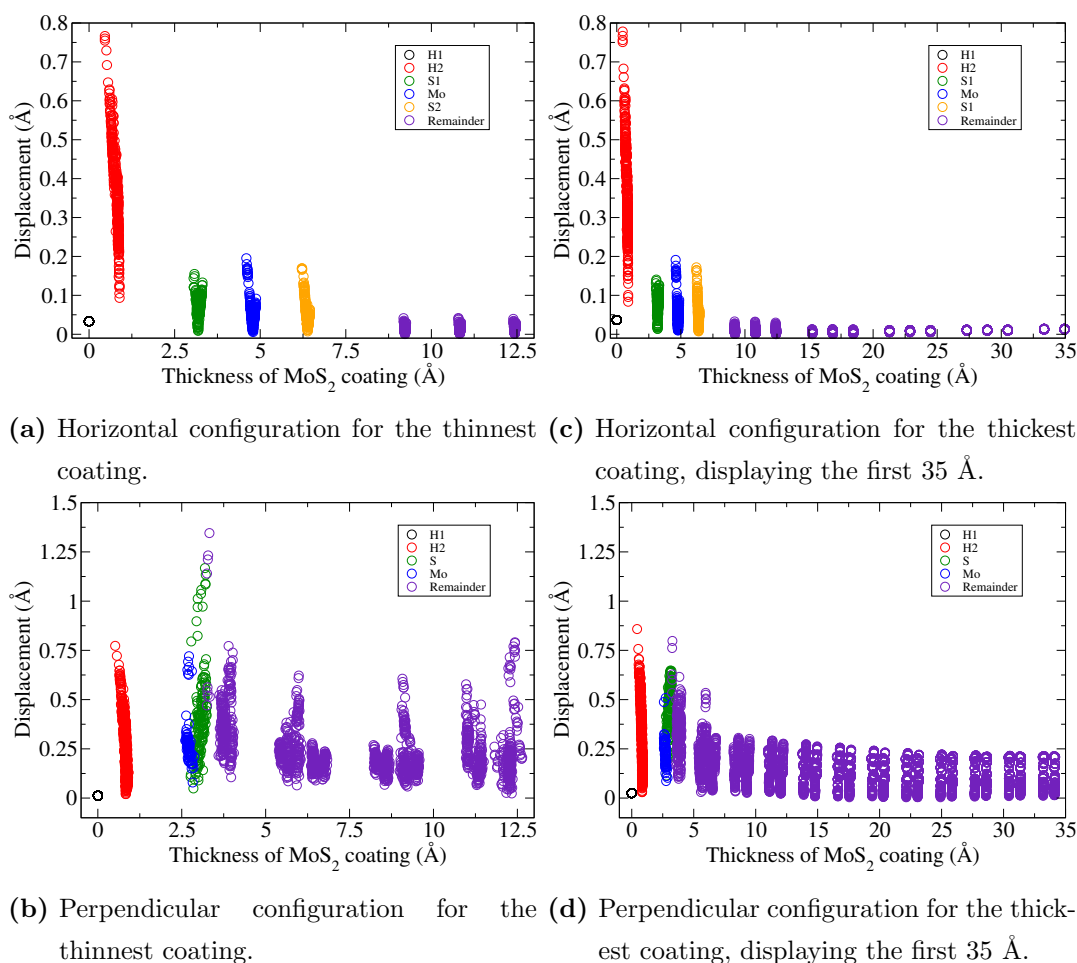 0.8
0.7
0.6
0.5
0.4
0.3
0.2
0.1
0
Displacement (Å)
H1
H2
S1
Mo
S2
Remainder
0
2.5
5
7.5
10
12.5
Thickness of MoS2 coating (Å)
(a) Horizontal configuration for the thinnest
coating.
0.8
0.7
0.6
0.5
0.4
0.3
0.2
0.1
0
Displacement (Å)
H1
H2
S1
Mo
S1
Remainder
0
5
10
15
20
25
30
35
Thickness of MoS2 coating (Å)
(c) Horizontal configuration for the thickest
coating, displaying the first 35 Å.
1.5
1.25
1
0.75
0.5
0.25
0
Displacement (Å)
H1
H2
S
Mo
Remainder
0
2.5
5
7.5
10
12.5
Thickness of MoS2 coating (Å)
(b) Perpendicular configuration for the
thinnest coating.
1.5
1.25
1
0.75
0.5
0.25
0
Displacement (Å)
H1
H2
S
Mo
Remainder
0
5
10
15
20
25
30
35
Thickness of MoS2 coating (Å)
(d) Perpendicular configuration for the thick-
est coating, displaying the first 35 Å.